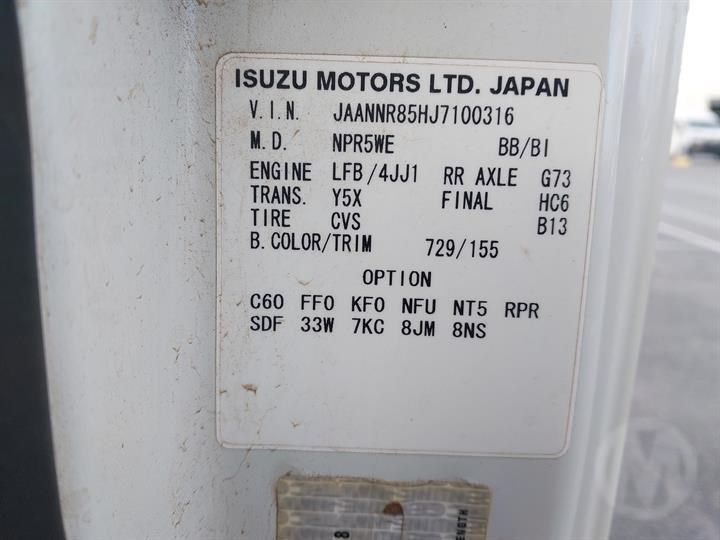 ISUZU MOTORS LTD. JAPAN
V.I.N. JAANNR85HJ7100316
M.D. NPR5WE BB/BI
ENGINE LFB/4JJ1 RR AXLE G73
TRANS. Y5X FINAL HC6
TIRE CVS B13
B.COLOR/TRIM 729/155
OPTION
C60 FF0 KF0 NFU NT5 RPR
SDF 33W 7KC 8JM 8NS
M
8